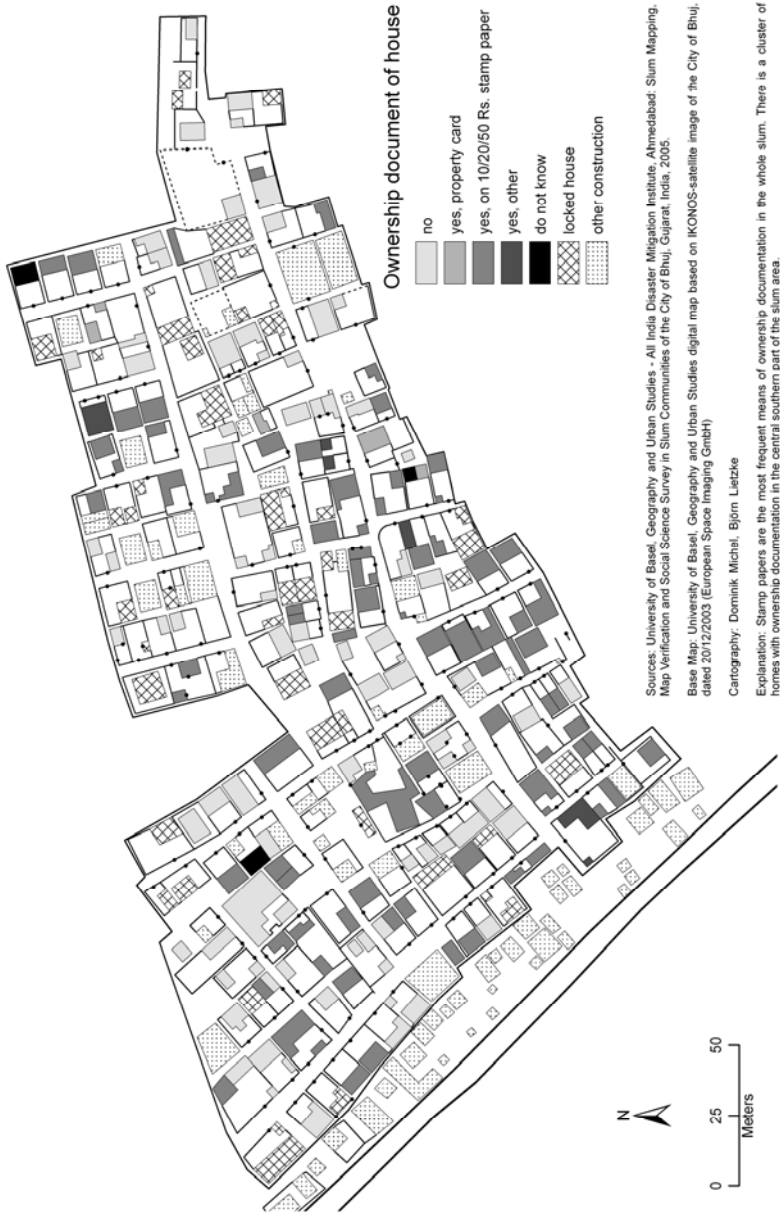 Ownership document of house
no
yes, property card
yes, on 10/20/50 Rs. stamp paper
yes, other
do not know
locked house
other construction
Sources: University of Basel, Geography and Urban Studies - All India Disaster Mitigation Institute, Ahmedabad: Slum Mapping.
Map Verification and Social Science Survey in Slum Communities of the City of Bhuj, Gujarat, India, 2005.
Base Map: University of Basel, Geography and Urban Studies digital map based on IKONOS-satellite image of the City of Bhuj,
dated 20/12/2003 (European Space Imaging GmbH)
Cartography: Dominik Michel, Björn Lietzke
Explanation: Stamp papers are the most frequent means of ownership documentation in the whole slum. There is a cluster of
homes with ownership documentation in the central southern part of the slum area.
N
0 25 50
Meters